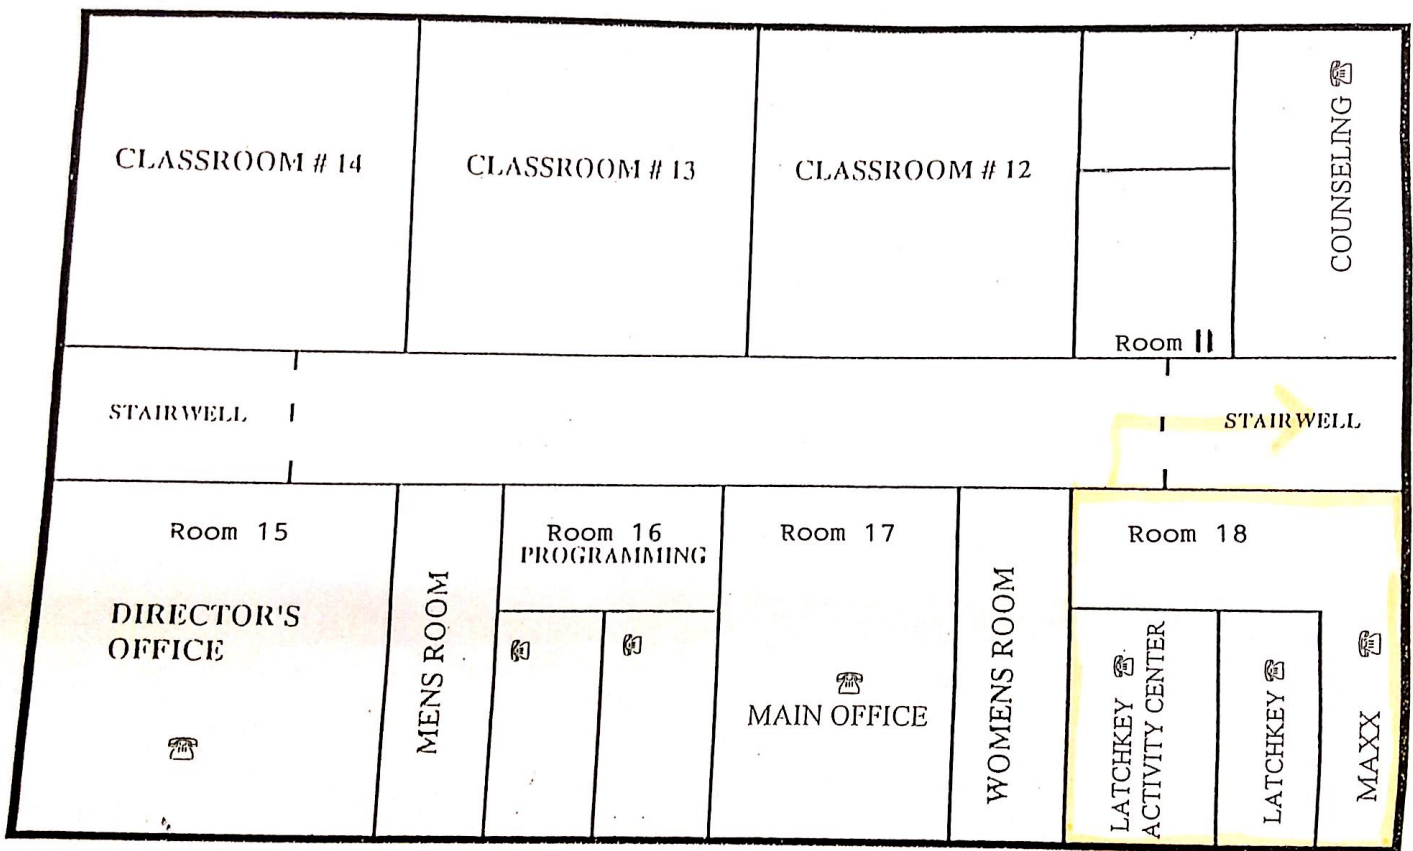 CLASSROOM # 14
CLASSROOM # 13
CLASSROOM # 12
Room 11
COUNSELING ☎
STAIRWELL
STAIRWELL
Room 15
DIRECTOR'S
OFFICE
☎
MENS ROOM
Room 16
PROGRAMMING
☎
☎
Room 17
☎
MAIN OFFICE
WOMENS ROOM
Room 18
LATCHKEY ☎
ACTIVITY CENTER
LATCHKEY ☎
MAXX ☎